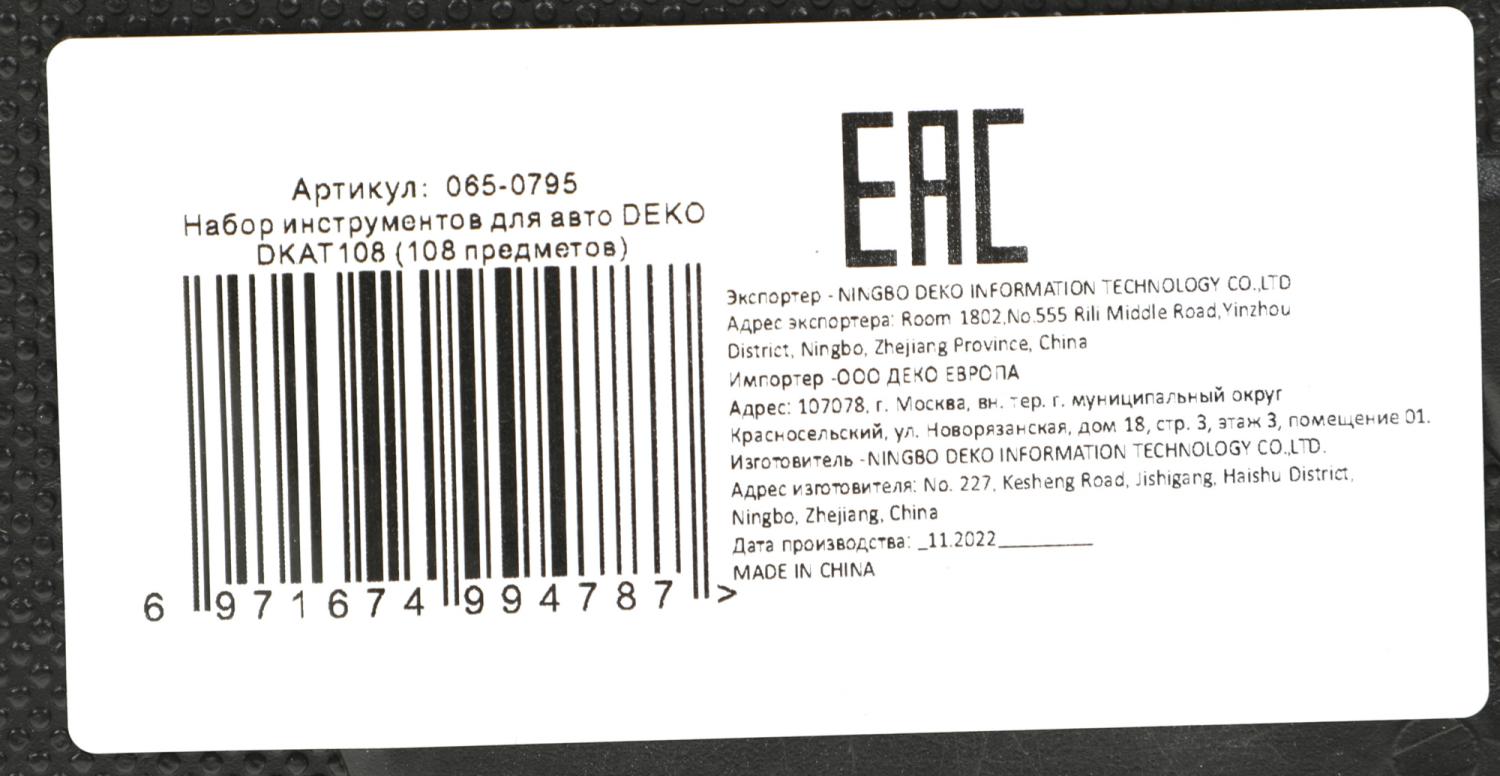 Артикул: 065-0795
Набор инструментов для авто DEKO
DKAT108 (108 предметов)
6 971674 994787 >
EAC
Экспортер - NINGBO DEKO INFORMATION TECHNOLOGY CO.,LTD
Адрес экспортера: Room 1802,No.555 Rili Middle Road,Yinzhou
District, Ningbo, Zhejiang Province, China
Импортер -ООО ДЕКО ЕВРОПА
Адрес: 107078, г. Москва, вн. тер. г. муниципальный округ
Красносельский, ул. Новорязанская, дом 18, стр. 3, этаж 3, помещение 01.
Изготовитель -NINGBO DEKO INFORMATION TECHNOLOGY CO.,LTD.
Адрес изготовителя: No. 227, Kesheng Road, Jishigang, Haishu District,
Ningbo, Zhejiang, China
Дата производства: _11.2022__________
MADE IN CHINA